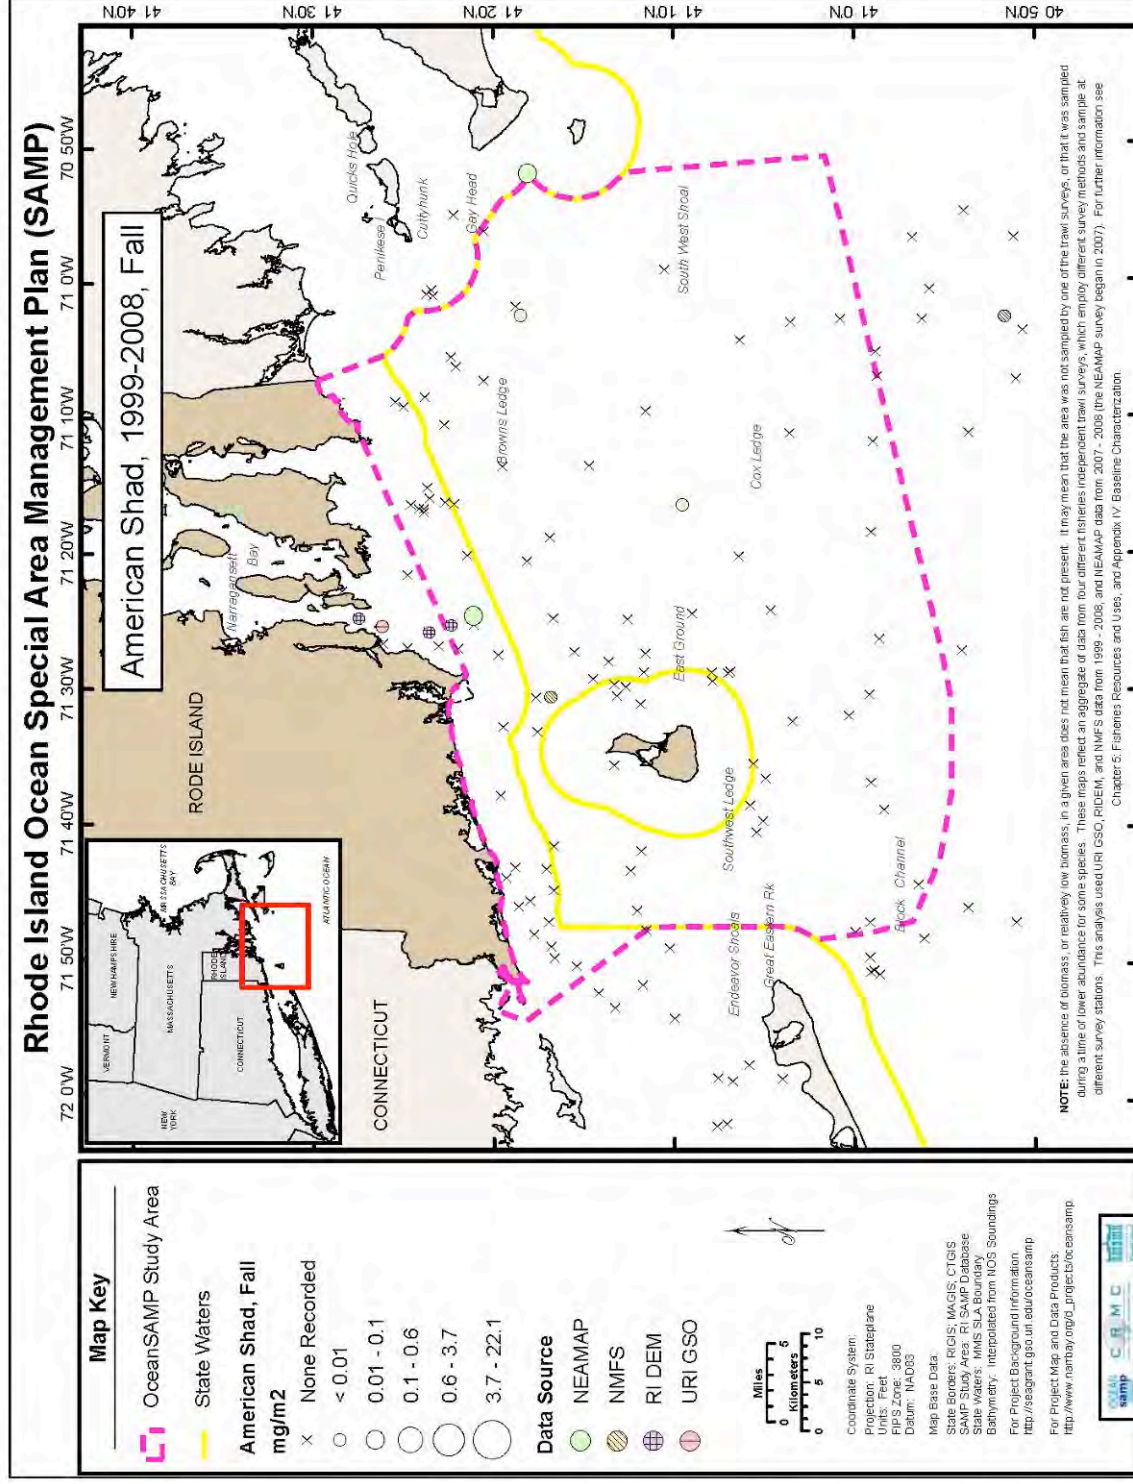 Rhode Island Ocean Special Area Management Plan (SAMP)
Map Key
OceanSAMP Study Area
State Waters
American Shad, Fall
mg/m2
None Recorded
< 0.01
0.01 - 0.1
0.1 - 0.6
0.6 - 3.7
3.7 - 22.1
Data Source
NEAMAP
NMFS
RI DEM
URI GSO
Miles
0 5
Kilometers
0 5 10
Coordinate System:
Projection: RI Stateplane
Units: Feet
FIPS Zone: 3800
Datum: NAD83
Map Base Data:
State Borders: RIGIS; MAGIS; CTGIS
SAMP Study Area: RI SAMP Database
State Waters: MMS SLA Boundary
Bathymetry: Interpolated from NOS Soundings
For Project Background Information:
http://seagrant.gso.uri.edu/oceansamp
For Project Map and Data Products:
http://www.narrbay.org/d_projects/oceansamp
OCEAN
samp
C R M C
72 0'W
71 50'W
71 40'W
71 30'W
71 20'W
71 10'W
71 0'W
70 50'W
41 40'N
41 30'N
41 20'N
41 10'N
41 0'N
40 50'N
American Shad, 1999-2008, Fall
VERMONT
NEW HAMPSHIRE
NEW
YORK
MASSACHUSETTS
MASSACHUSETTS
BAY
CONNECTICUT
RHODE
ISLAND
ATLANTIC OCEAN
RODE ISLAND
CONNECTICUT
Narragansett
Bay
Quicks Hole
Penikese
Cuttyhunk
Gay Head
Browns Ledge
South West Shoal
Cox Ledge
East Ground
Southwest Ledge
Endeavor Shoals
Great Eastern Rk
Block Channel
NOTE: the absence of biomass, or relatively low biomass, in a given area does not mean that fish are not present. It may mean that the area was not sampled by one of the trawl surveys, or that it was sampled
during a time of lower abundance for some species. These maps reflect an aggregate of data from four different fisheries independent trawl surveys, which employ different survey methods and sample at
different survey stations. This analysis used URI GSO, RIDEM, and NMFS data from 1999 - 2008, and NEAMAP data from 2007 - 2008 (the NEAMAP survey began in 2007). For further information see
Chapter 5: Fisheries Resources and Uses, and Appendix IV: Baseline Characterization.